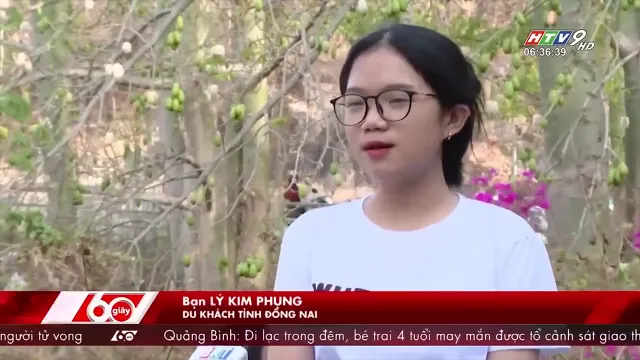 HTV9 HD
06:36:39
60 giây
Bạn LÝ KIM PHỤNG
DU KHÁCH TỈNH ĐỒNG NAI
người tử vong 60s Quảng Bình: Đi lạc trong đêm, bé trai 4 tuổi may mắn được tổ cảnh sát giao th